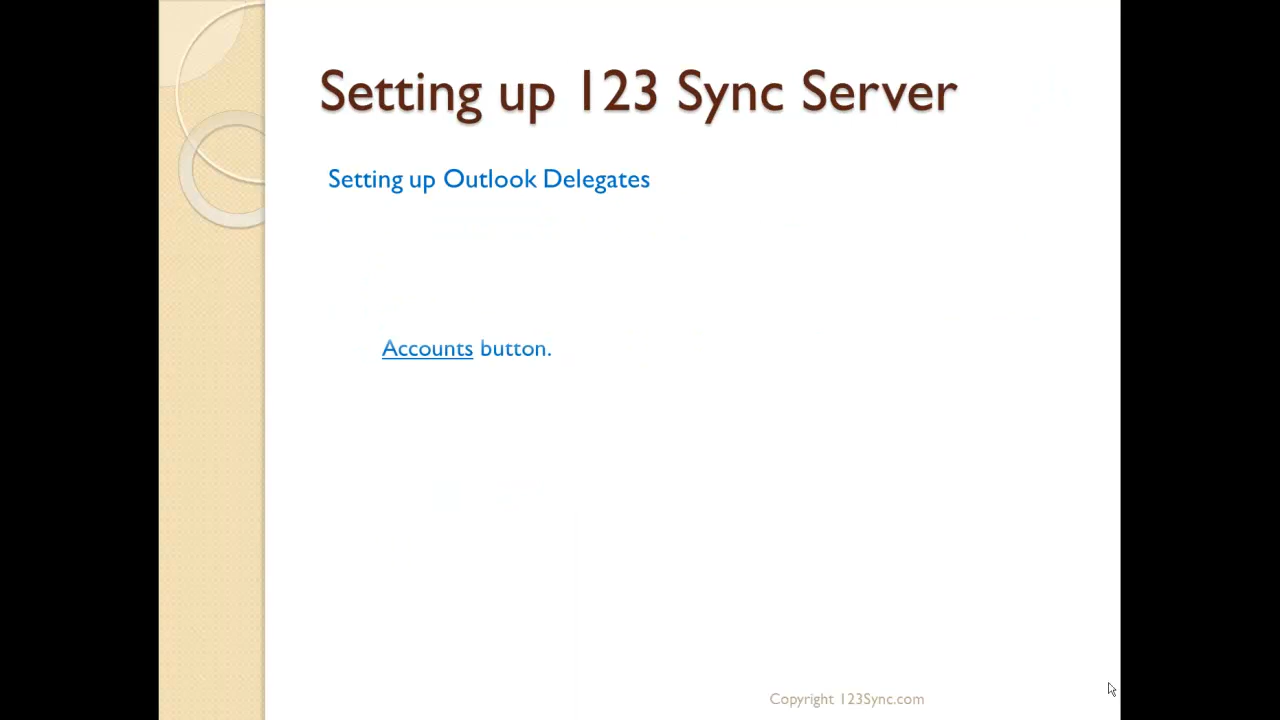 Setting up 123 Sync Server
Setting up Outlook Delegates
Accounts button.
Copyright 123Sync.com